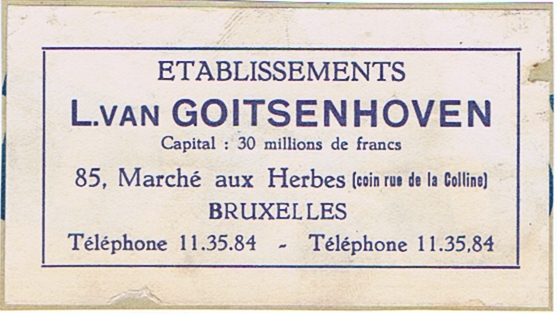 ETABLISSEMENTS
L.VAN GOITSENHOVEN
Capital : 30 millions de francs
85, Marché aux Herbes (coin rue de la Colline)
BRUXELLES
Téléphone 11.35.84 - Téléphone 11.35.84